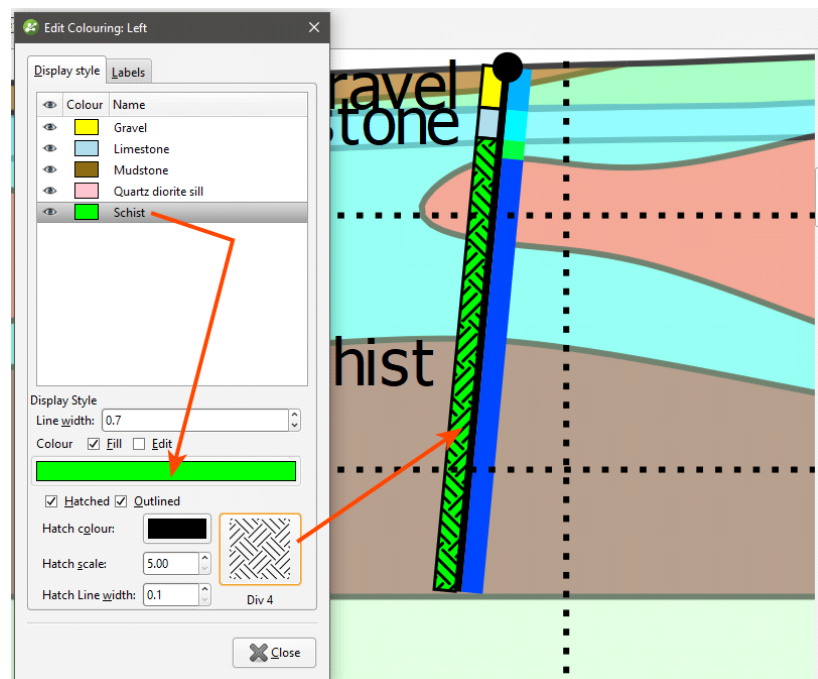 Edit Colouring: Left
Display style Labels
Colour Name
Gravel
Limestone
Mudstone
Quartz diorite sill
Schist
Display Style
Line width: 0.7
Colour Fill Edit
Hatched Outlined
Hatch colour:
Hatch scale: 5.00
Hatch Line width: 0.1
Div 4
Close
ravel
tone
hist